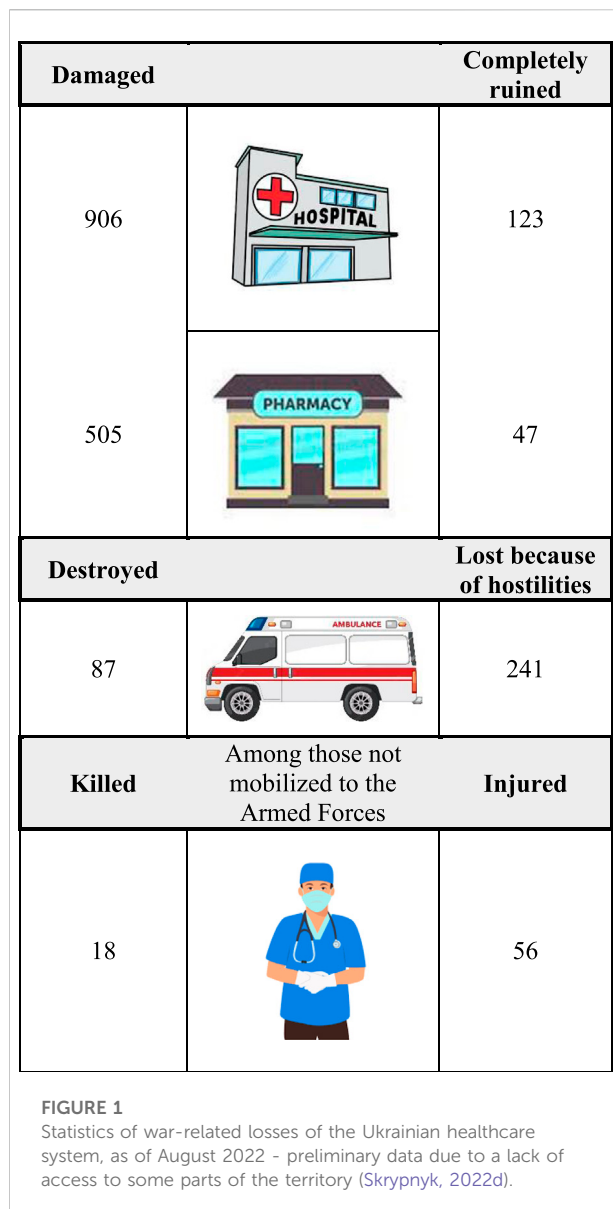 Damaged
Completely
ruined
906
HOSPITAL
123
505
PHARMACY
47
Destroyed
Lost because
of hostilities
87
AMBULANCE
241
Killed
Among those not
mobilized to the
Armed Forces
Injured
18
56
FIGURE 1
Statistics of war-related losses of the Ukrainian healthcare
system, as of August 2022 - preliminary data due to a lack of
access to some parts of the territory (Skrypnyk, 2022d).